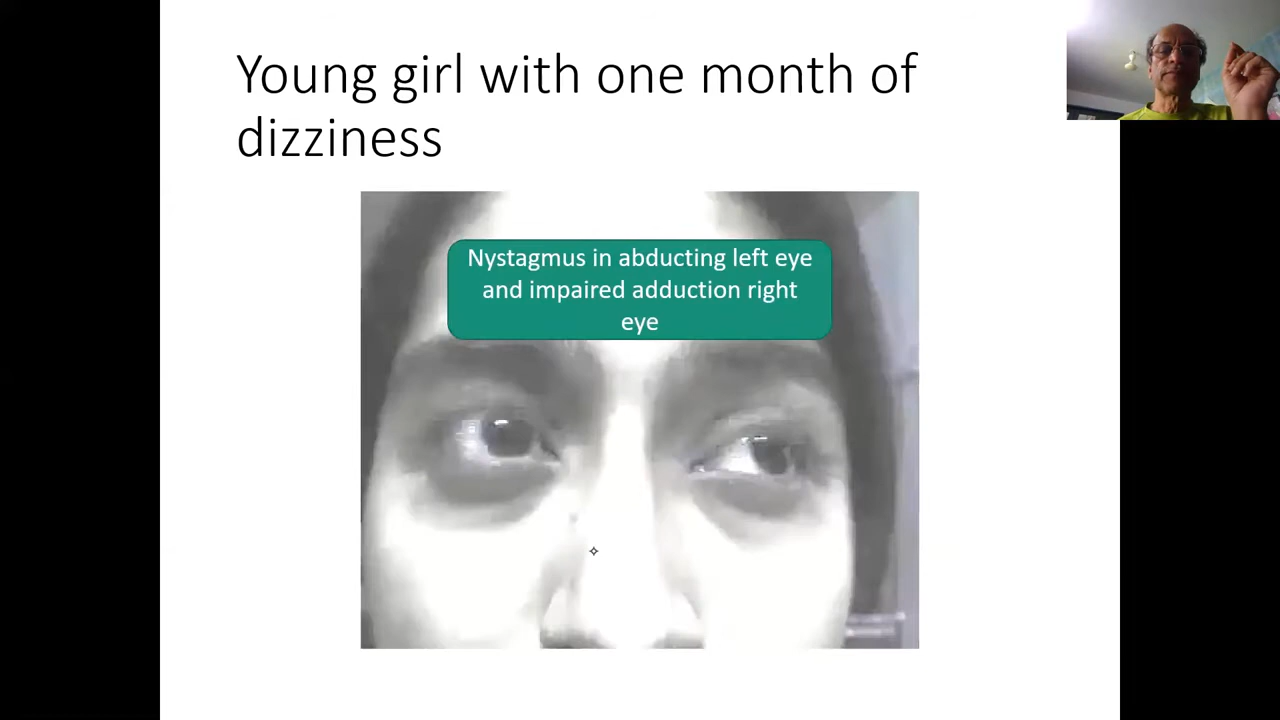 Young girl with one month of
dizziness
Nystagmus in abducting left eye
and impaired adduction right
eye